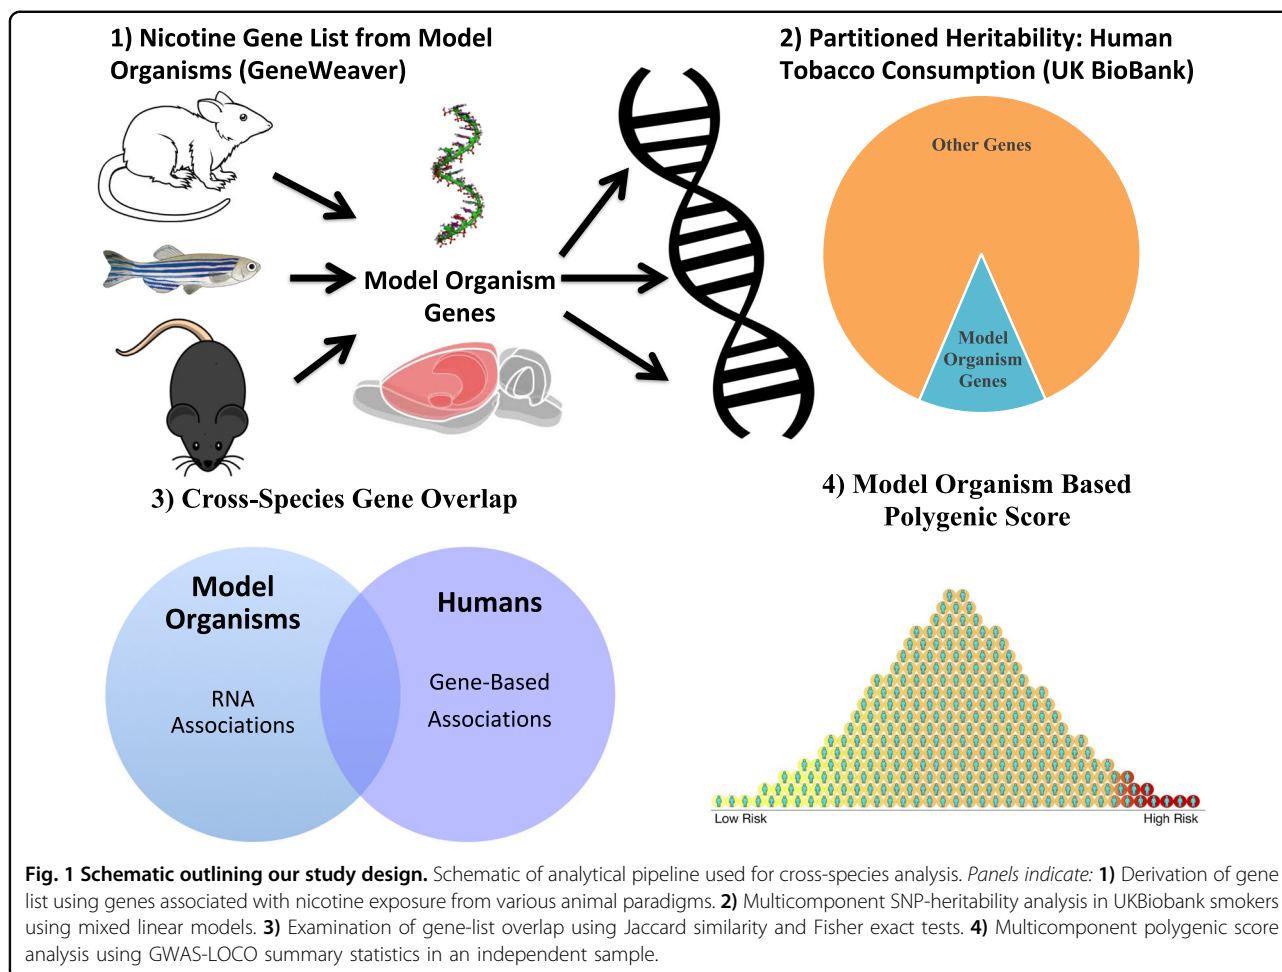 1) Nicotine Gene List from Model
Organisms (GeneWeaver)
Model Organism
Genes
2) Partitioned Heritability: Human
Tobacco Consumption (UK BioBank)
Other Genes
Model
Organism
Genes
3) Cross-Species Gene Overlap
Model
Organisms
RNA
Associations
Humans
Gene-Based
Associations
4) Model Organism Based
Polygenic Score
Low Risk
High Risk
Fig. 1 Schematic outlining our study design. Schematic of analytical pipeline used for cross-species analysis. Panels indicate: 1) Derivation of gene
list using genes associated with nicotine exposure from various animal paradigms. 2) Multicomponent SNP-heritability analysis in UKBiobank smokers
using mixed linear models. 3) Examination of gene-list overlap using Jaccard similarity and Fisher exact tests. 4) Multicomponent polygenic score
analysis using GWAS-LOCO summary statistics in an independent sample.